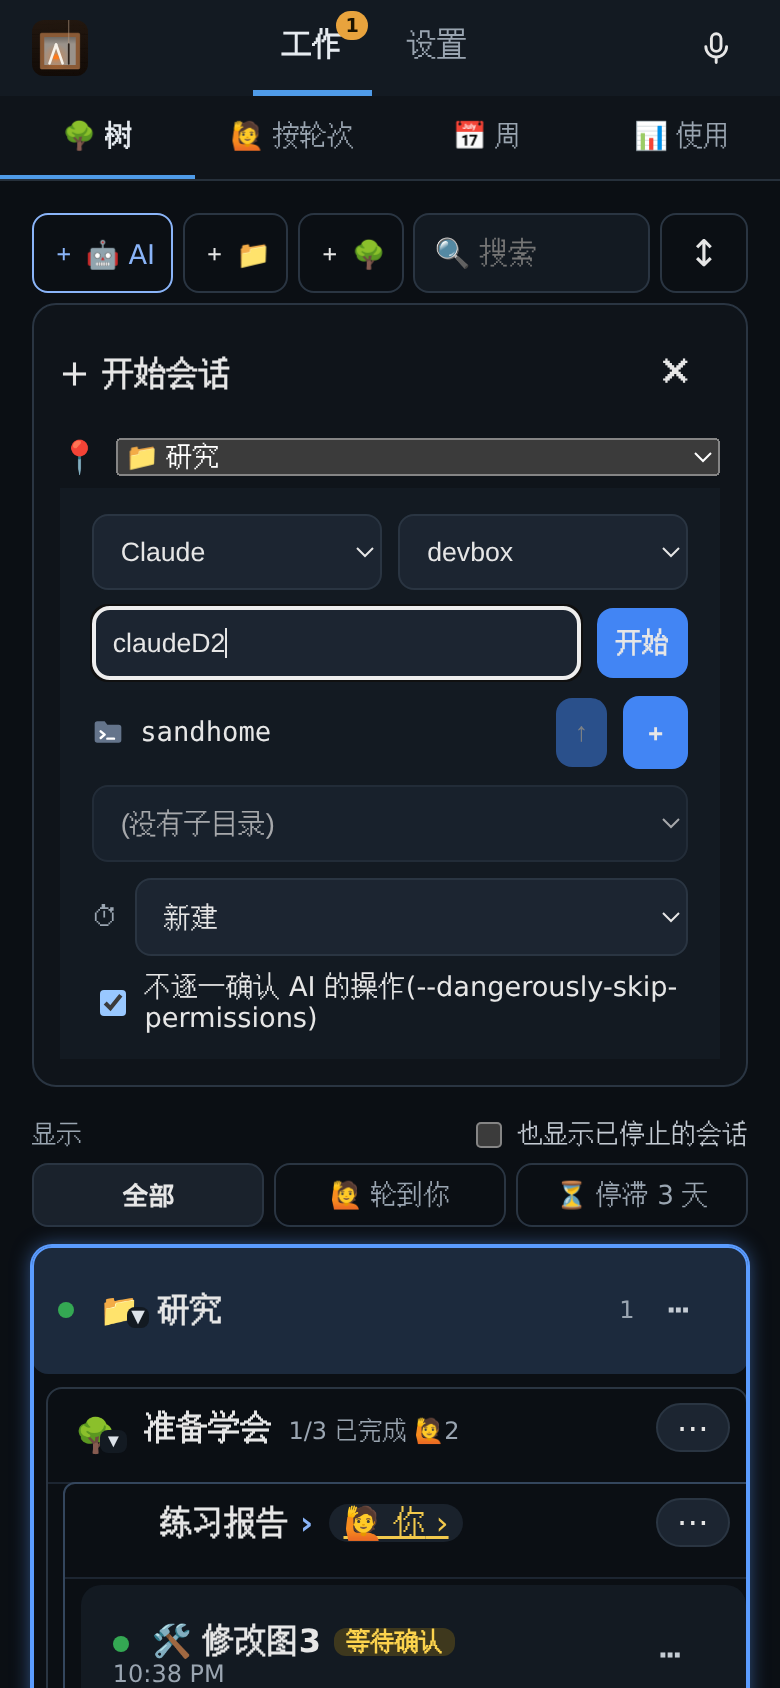 工作 1 设置
🌳 树 🙋 按轮次 📅 周 📊 使用
+ 🤖 AI + 📁 + 🌳 🔍 搜索 ↕
+ 开始会话 ✕
📍 📁 研究
Claude devbox
claudeD2 开始
sandhome ↑ +
(没有子目录)
⏱ 新建
不逐一确认 AI 的操作(--dangerously-skip-
permissions)
显示 也显示已停止的会话
全部 🙋 轮到你 ⏳ 停滞 3 天
📁▼ 研究 1 ⋯
🌳▼ 准备学会 1/3 已完成 🙋2 ⋯
练习报告 › 🙋 你 › ⋯
🛠️ 修改图3 等待确认 ⋯
10:38 PM